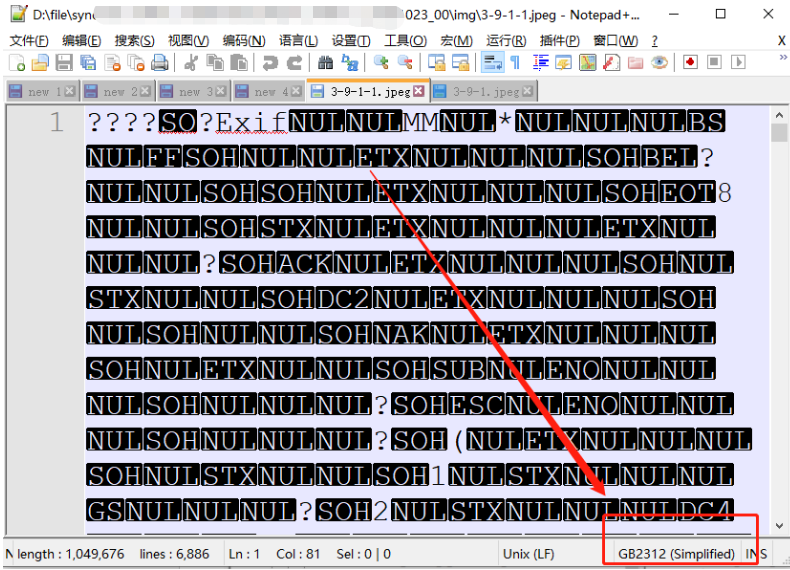 D:\file\sync 023_00\img\3-9-1-1.jpeg - Notepad+...
文件(F) 编辑(E) 搜索(S) 视图(V) 编码(N) 语言(L) 设置(T) 工具(O) 宏(M) 运行(R) 插件(P) 窗口(W) ? X
new 1 new 2 new 3 new 4 3-9-1-1.jpeg 3-9-1.jpeg
1 ????SO?ExifNULNULMMNUL*NULNULNULBS
NULFFSOHNULNULETXNULNULNULSOHBEL?
NULNULSOHSOHNULETXNULNULNULSOHEOT8
NULNULSOHSTXNULETXNULNULNULETXNUL
NULNUL?SOHACKNULETXNULNULNULSOHNUL
STXNULNULSOHDC2NULETXNULNULNULSOH
NULSOHNULNULSOHNAKNULETXNULNULNUL
SOHNULETXNULNULSOHSUBNULENQNULNUL
NULSOHNULNULNUL?SOHESCNULENQNULNUL
NULSOHNULNULNUL?SOH(NULETXNULNULNUL
SOHNULSTXNULNULSOH1NULSTXNULNULNUL
GSNULNULNUL?SOH2NULSTXNULNULNULDC4
N length : 1,049,676 lines : 6,886 Ln : 1 Col : 81 Sel : 0 | 0 Unix (LF) GB2312 (Simplified) INS